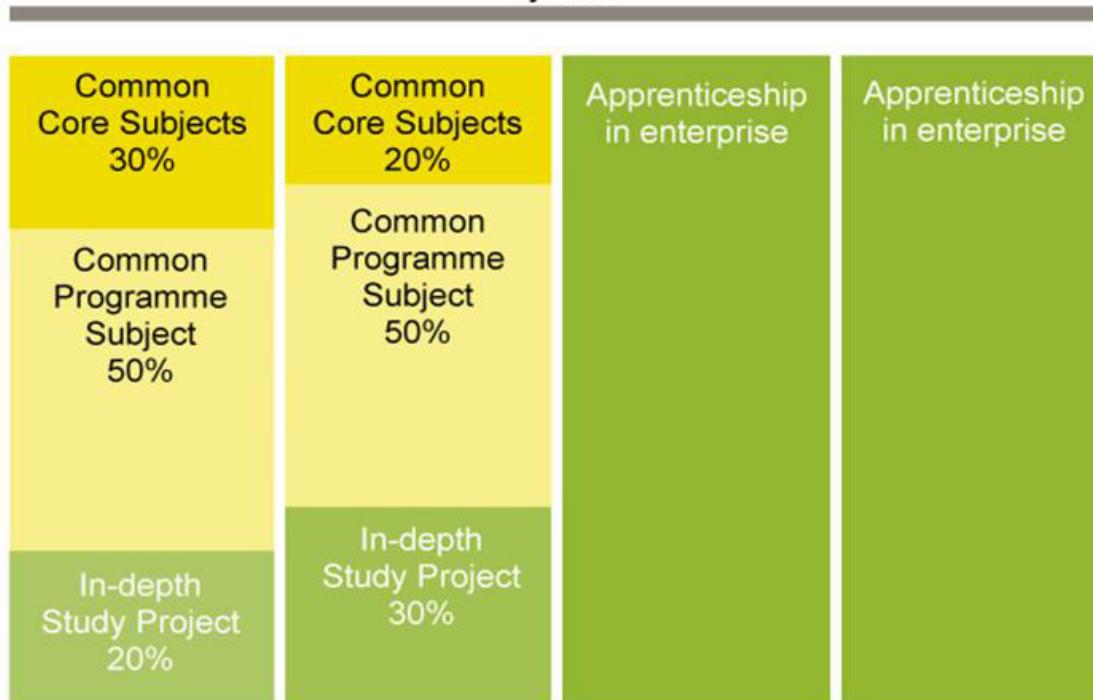 Common
Core Subjects
30%
Common
Programme
Subject
50%
In-depth
Study Project
20%
Common
Core Subjects
20%
Common
Programme
Subject
50%
In-depth
Study Project
30%
Apprenticeship
in enterprise
Apprenticeship
in enterprise